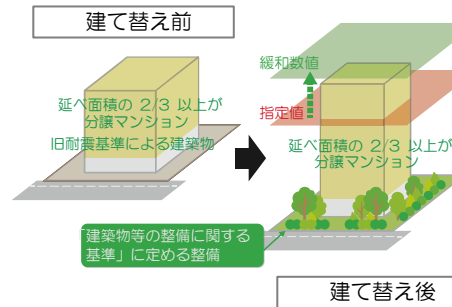 建て替え前
延べ面積の 2/3 以上が
分譲マンション
旧耐震基準による建築物
緩和数値
指定値
延べ面積の 2/3 以上が
分譲マンション
「建築物等の整備に関する
基準」に定める整備
建て替え後